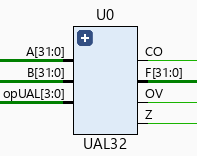 U0
A[31:0]
B[31:0]
opUAL[3:0]
CO
F[31:0]
OV
Z
UAL32